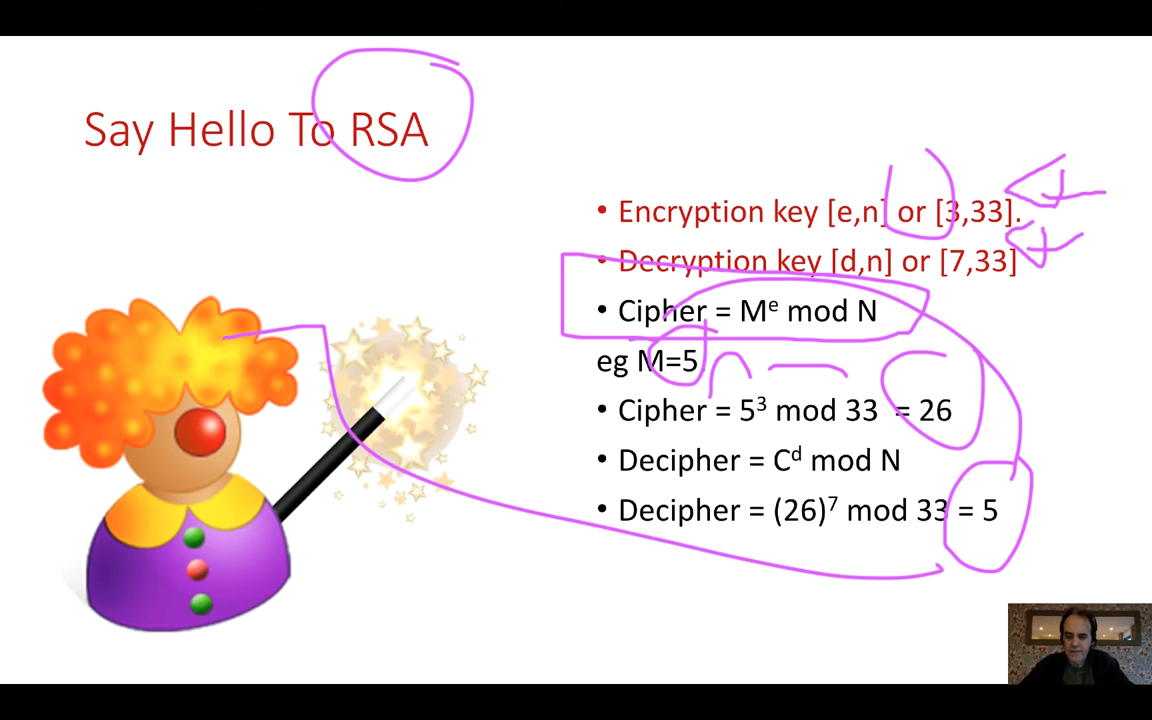 Say Hello To RSA
• Encryption key [e,n] or [3,33].
• Decryption key [d,n] or [7,33]
• Cipher = Mᵉ mod N
eg M=5
• Cipher = 5³ mod 33 = 26
• Decipher = Cᵈ mod N
• Decipher = (26)⁷ mod 33 = 5